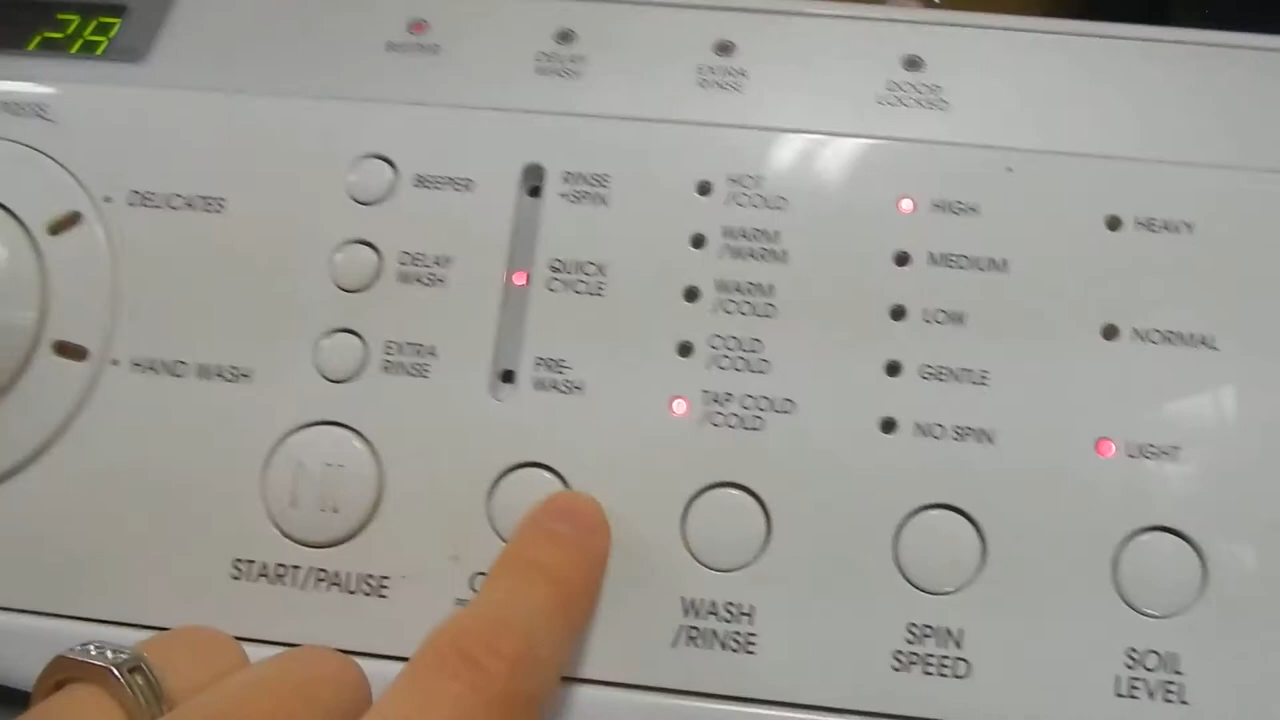 28
BEEPER
DELAY
WASH
EXTRA
RINSE
DOOR
LOCKED
DELICATES
HAND WASH
BEEPER
DELAY
WASH
EXTRA
RINSE
START/PAUSE
RINSE
+SPIN
QUICK
CYCLE
PRE-
WASH
HOT
/COLD
WARM
/WARM
WARM
/COLD
COLD
/COLD
TAP COLD
/COLD
WASH
/RINSE
HIGH
MEDIUM
LOW
GENTLE
NO SPIN
SPIN
SPEED
HEAVY
NORMAL
LIGHT
SOIL
LEVEL